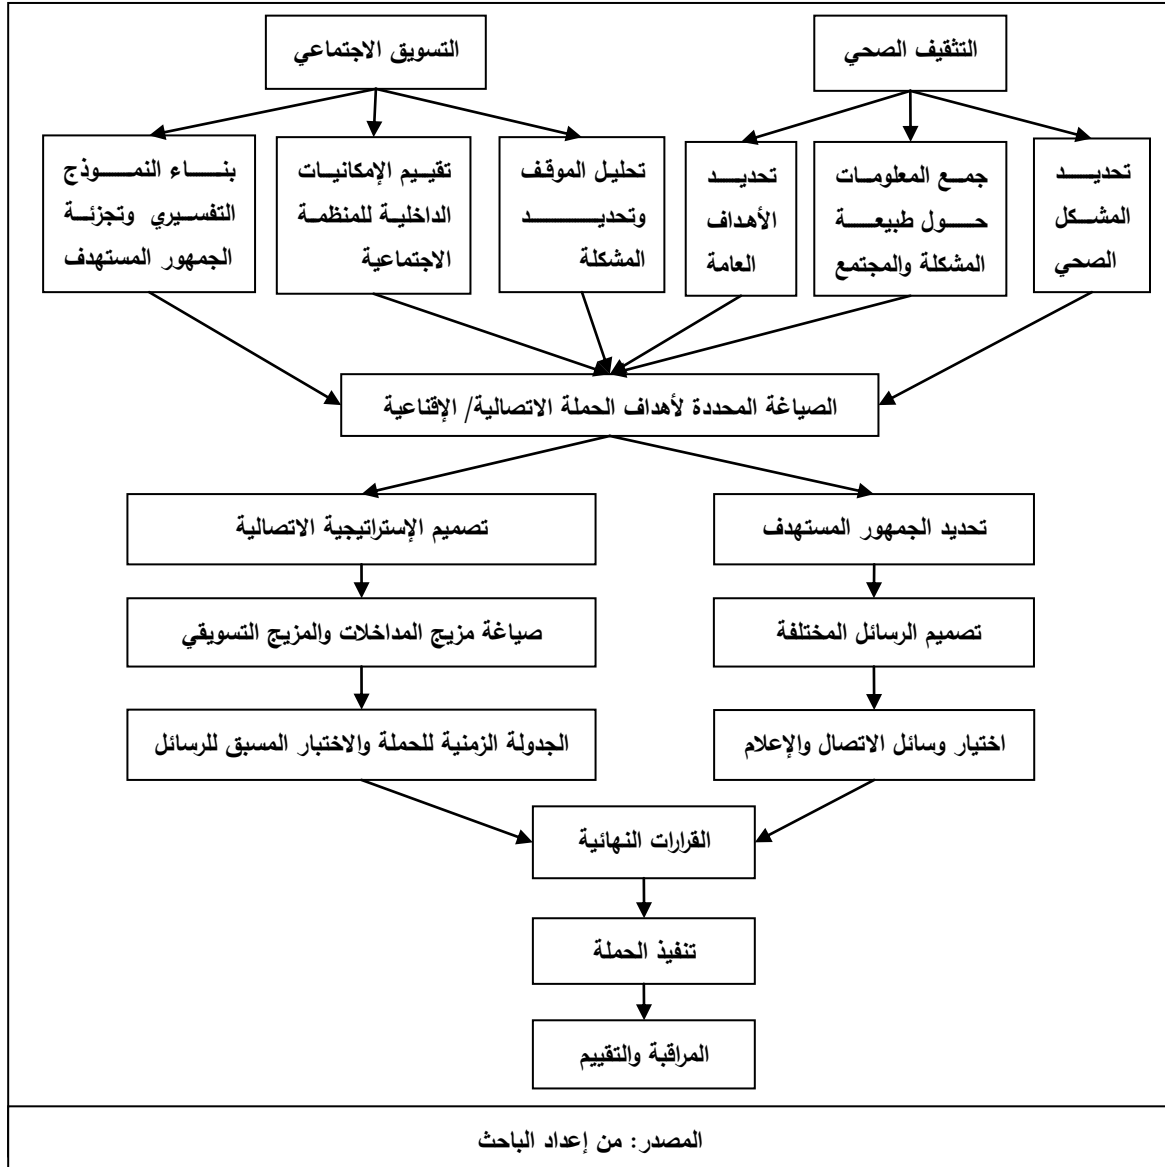 التثقيف الصحي
التسويق الاجتماعي
تحديد
المشكل
الصحي
جمع المعلومات
حول طبيعة
المشكلة والمجتمع
تحديد
الأهداف
العامة
تحليل الموقف
وتحديد
المشكلة
تقييم الإمكانيات
الداخلية للمنظمة
الاجتماعية
بناء النموذج
التفسيري وتجزئة
الجمهور المستهدف
الصياغة المحددة لأهداف الحملة الاتصالية/ الإقناعية
تحديد الجمهور المستهدف
تصميم الإستراتيجية الاتصالية
تصميم الرسائل المختلفة
صياغة مزيج المداخلات والمزيج التسويقي
اختيار وسائل الاتصال والإعلام
الجدولة الزمنية للحملة والاختبار المسبق للرسائل
القرارات النهائية
تنفيذ الحملة
المراقبة والتقييم
المصدر: من إعداد الباحث